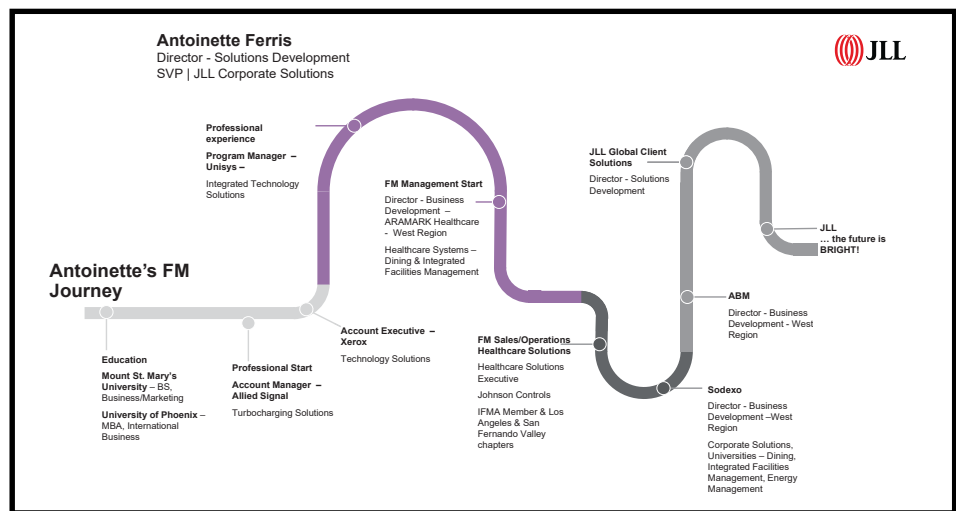 Antoinette Ferris
Director - Solutions Development
SVP | JLL Corporate Solutions
JLL
Antoinette's FM
Journey
Education
Mount St. Mary's
University – BS,
Business/Marketing
University of Phoenix –
MBA, International
Business
Professional Start
Account Manager –
Allied Signal
Turbocharging Solutions
Account Executive –
Xerox
Technology Solutions
Professional
experience
Program Manager –
Unisys –
Integrated Technology
Solutions
FM Management Start
Director - Business
Development –
ARAMARK Healthcare
- West Region
Healthcare Systems –
Dining & Integrated
Facilities Management
FM Sales/Operations
Healthcare Solutions
Healthcare Solutions
Executive
Johnson Controls
IFMA Member & Los
Angeles & San
Fernando Valley
chapters
Sodexo
Director - Business
Development –West
Region
Corporate Solutions,
Universities – Dining,
Integrated Facilities
Management, Energy
Management
ABM
Director - Business
Development - West
Region
JLL Global Client
Solutions
Director - Solutions
Development
JLL
... the future is
BRIGHT!